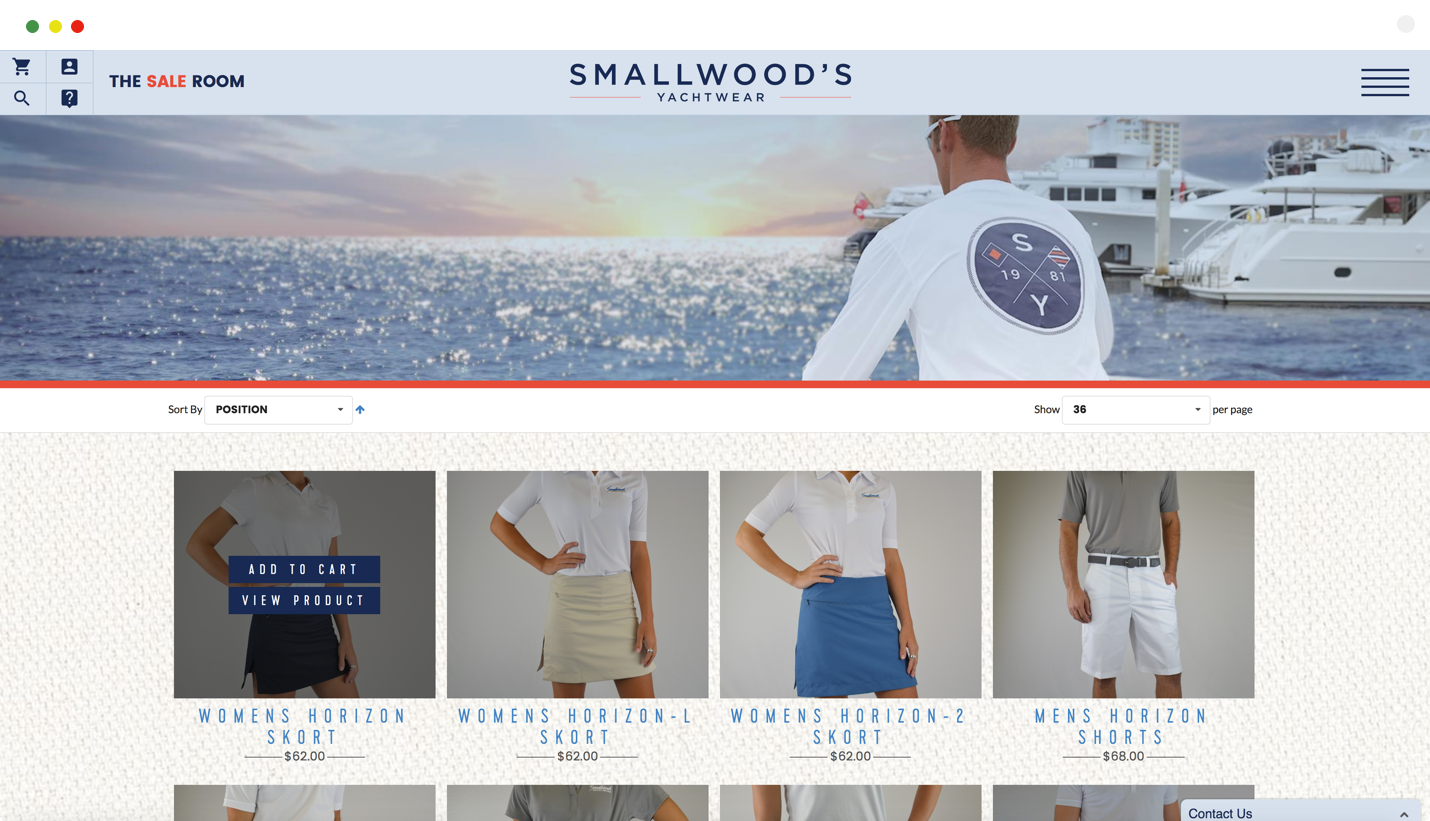 THE SALE ROOM
SMALLWOOD'S
YACHTWEAR
S
19 81
Y
Sort By POSITION
Show 36 per page
ADD TO CART
VIEW PRODUCT
WOMENS HORIZON
SKORT
$62.00
WOMENS HORIZON-L
SKORT
$62.00
WOMENS HORIZON-2
SKORT
$62.00
MENS HORIZON
SHORTS
$68.00
Contact Us